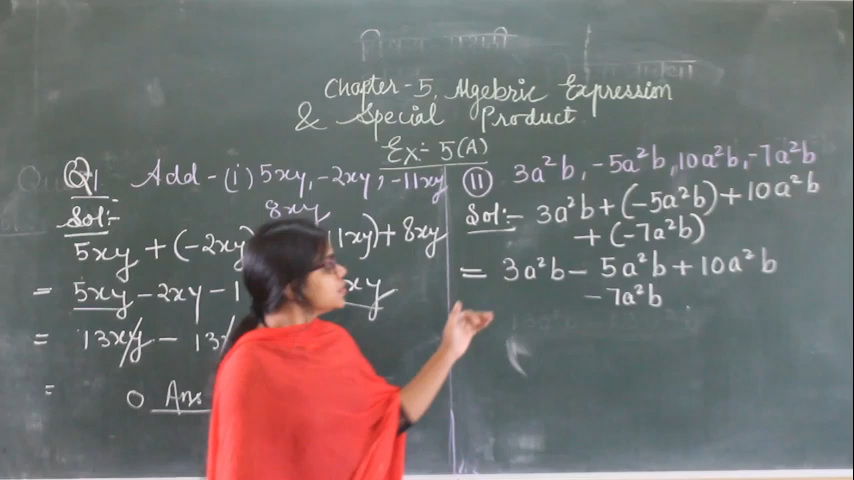 Chapter - 5, Algebric Expression
& Special Product
Ex:- 5(A)
Q1. Add - (i) 5xy, -2xy, -11xy
8xy
Sol:-
5xy + (-2xy) 11xy) + 8xy
= 5xy - 2xy - 1 xy
= 13xy - 13
= 0 Ans
(II) 3a²b, -5a²b, 10a²b, -7a²b
Sol:- 3a²b + (-5a²b) + 10a²b
+ (-7a²b)
= 3a²b - 5a²b + 10a²b
- 7a²b